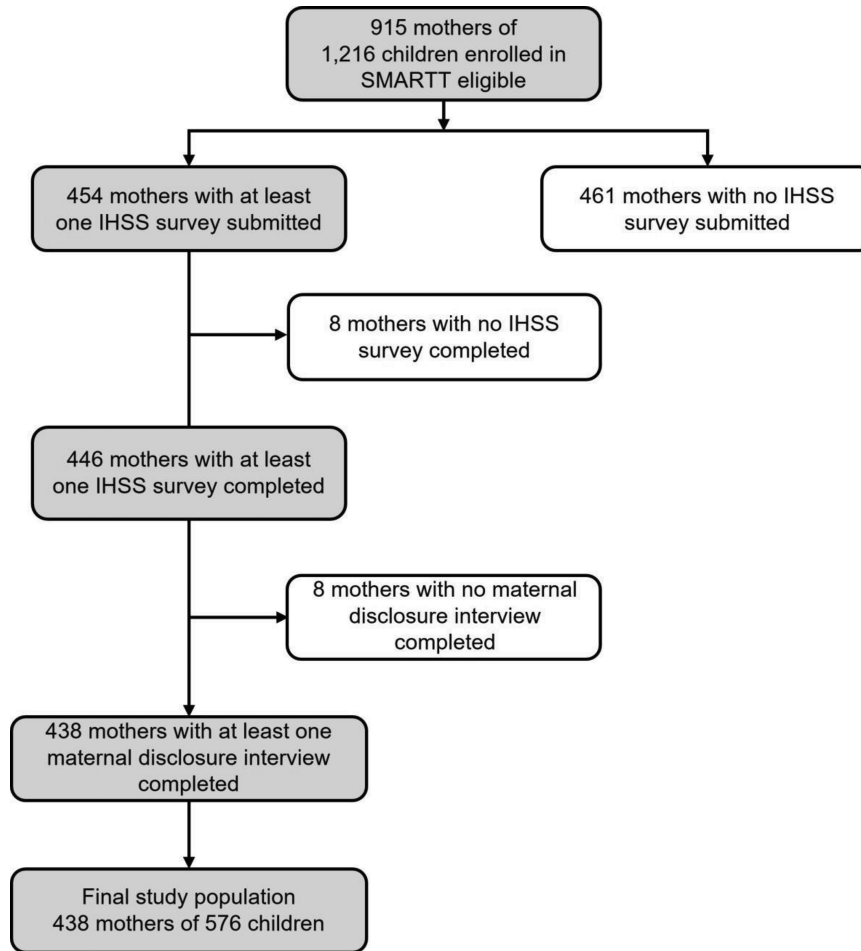 915 mothers of
1,216 children enrolled in
SMARTT eligible
454 mothers with at least
one IHSS survey submitted
461 mothers with no IHSS
survey submitted
8 mothers with no IHSS
survey completed
446 mothers with at least
one IHSS survey completed
8 mothers with no maternal
disclosure interview
completed
438 mothers with at least one
maternal disclosure interview
completed
Final study population
438 mothers of 576 children